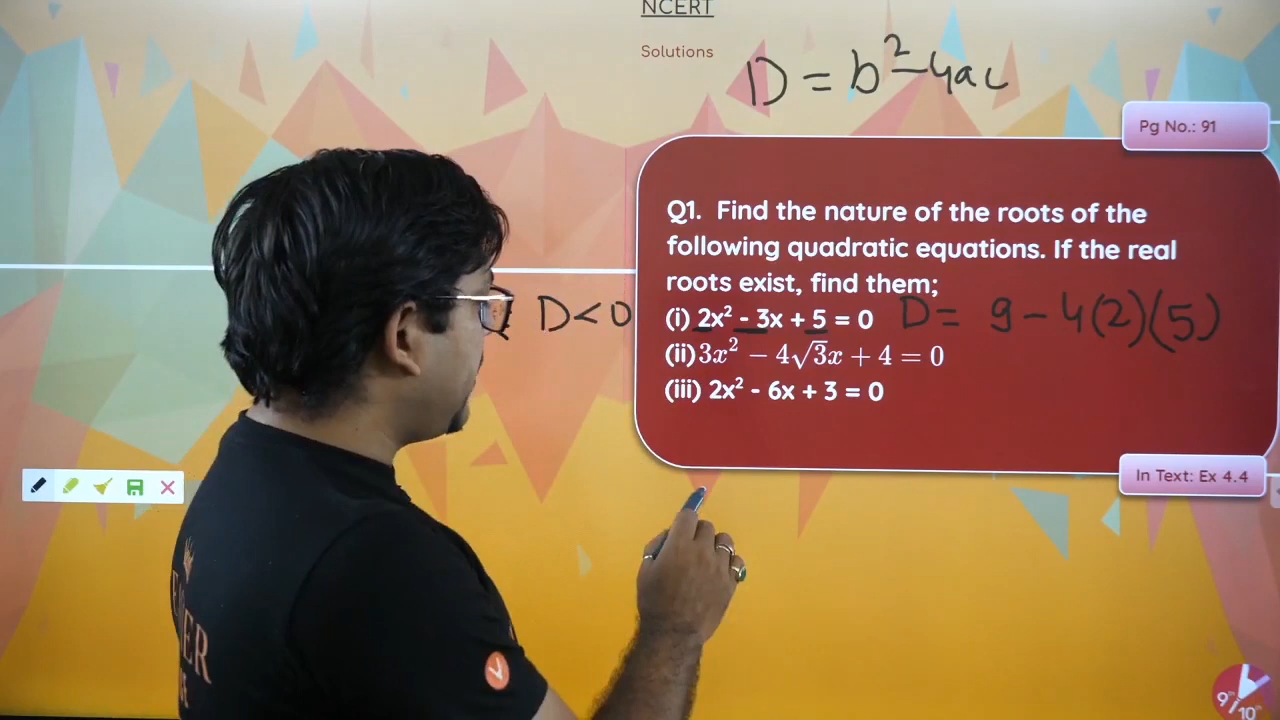 NCERT
Solutions
D = b² - 4ac
Pg No.: 91
Q1. Find the nature of the roots of the
following quadratic equations. If the real
roots exist, find them;
D<0 (i) 2x² - 3x + 5 = 0 D = 9 - 4(2)(5)
(ii) 3x² − 4√3x + 4 = 0
(iii) 2x² - 6x + 3 = 0
In Text: Ex 4.4
9th/10th